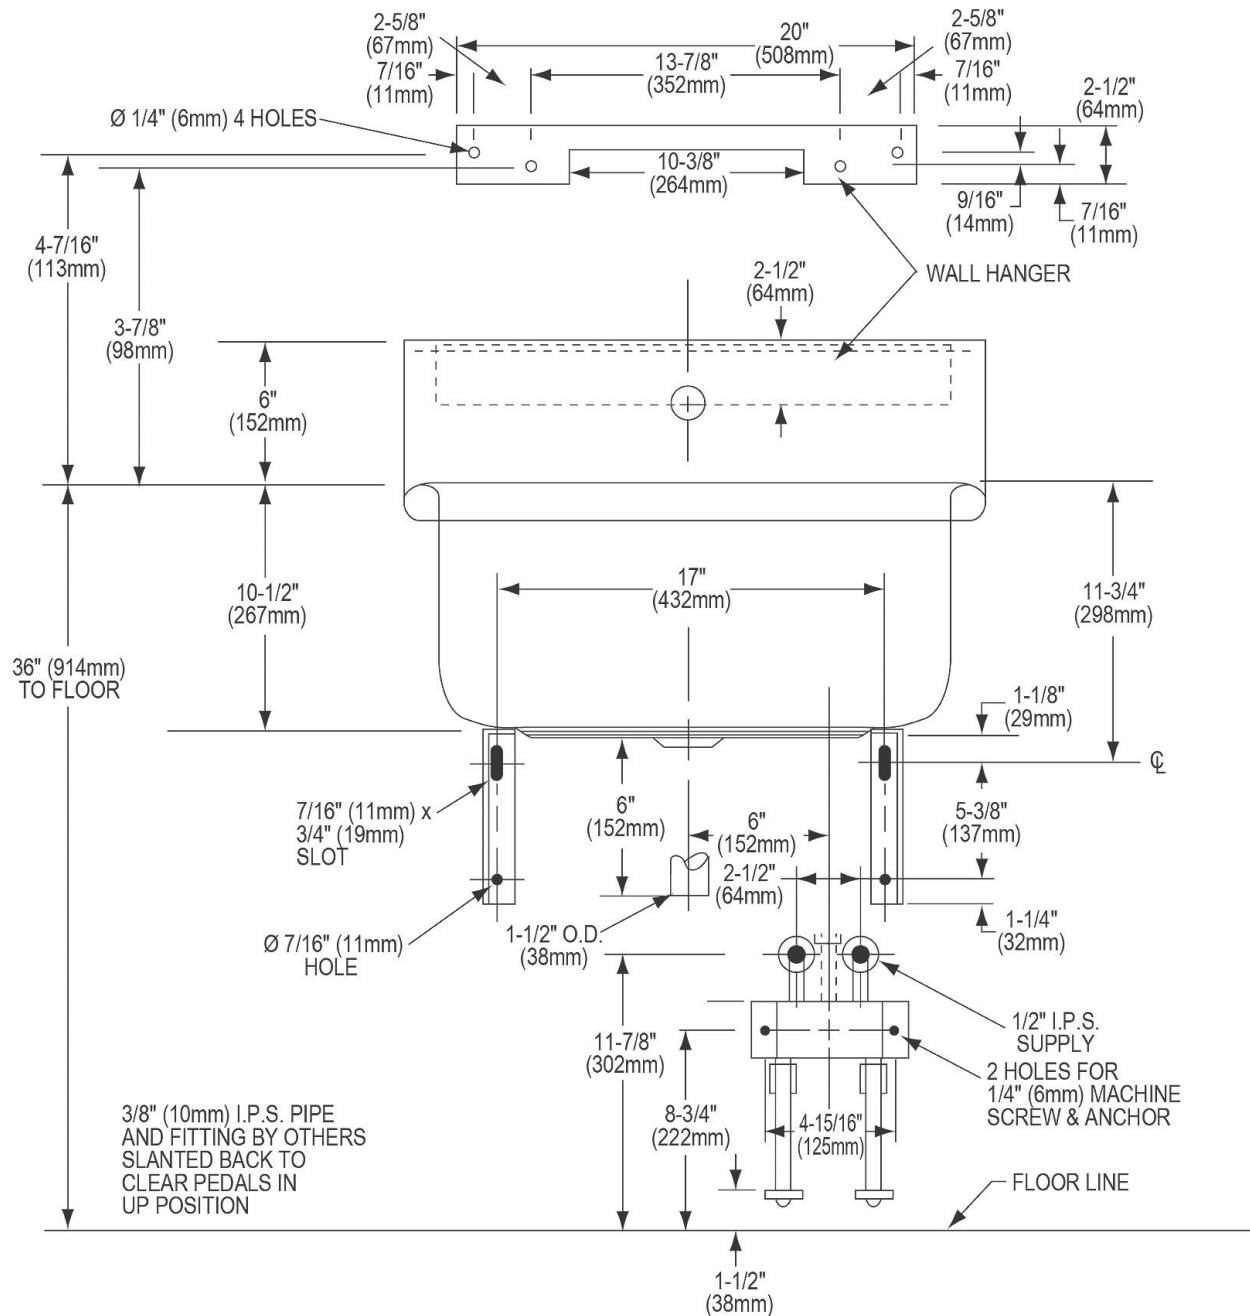 2-5/8"
(67mm)
20"
(508mm)
2-5/8"
(67mm)
7/16"
(11mm)
13-7/8"
(352mm)
7/16"
(11mm)
2-1/2"
(64mm)
Ø 1/4" (6mm) 4 HOLES
10-3/8"
(264mm)
9/16"
(14mm)
7/16"
(11mm)
4-7/16"
(113mm)
WALL HANGER
2-1/2"
(64mm)
3-7/8"
(98mm)
6"
(152mm)
17"
(432mm)
10-1/2"
(267mm)
11-3/4"
(298mm)
36" (914mm)
TO FLOOR
1-1/8"
(29mm)
℄
7/16" (11mm) x
3/4" (19mm)
SLOT
6"
(152mm)
6"
(152mm)
5-3/8"
(137mm)
2-1/2"
(64mm)
Ø 7/16" (11mm)
HOLE
1-1/2" O.D.
(38mm)
1-1/4"
(32mm)
11-7/8"
(302mm)
1/2" I.P.S.
SUPPLY
2 HOLES FOR
1/4" (6mm) MACHINE
SCREW & ANCHOR
8-3/4"
(222mm)
4-15/16"
(125mm)
3/8" (10mm) I.P.S. PIPE
AND FITTING BY OTHERS
SLANTED BACK TO
CLEAR PEDALS IN
UP POSITION
FLOOR LINE
1-1/2"
(38mm)